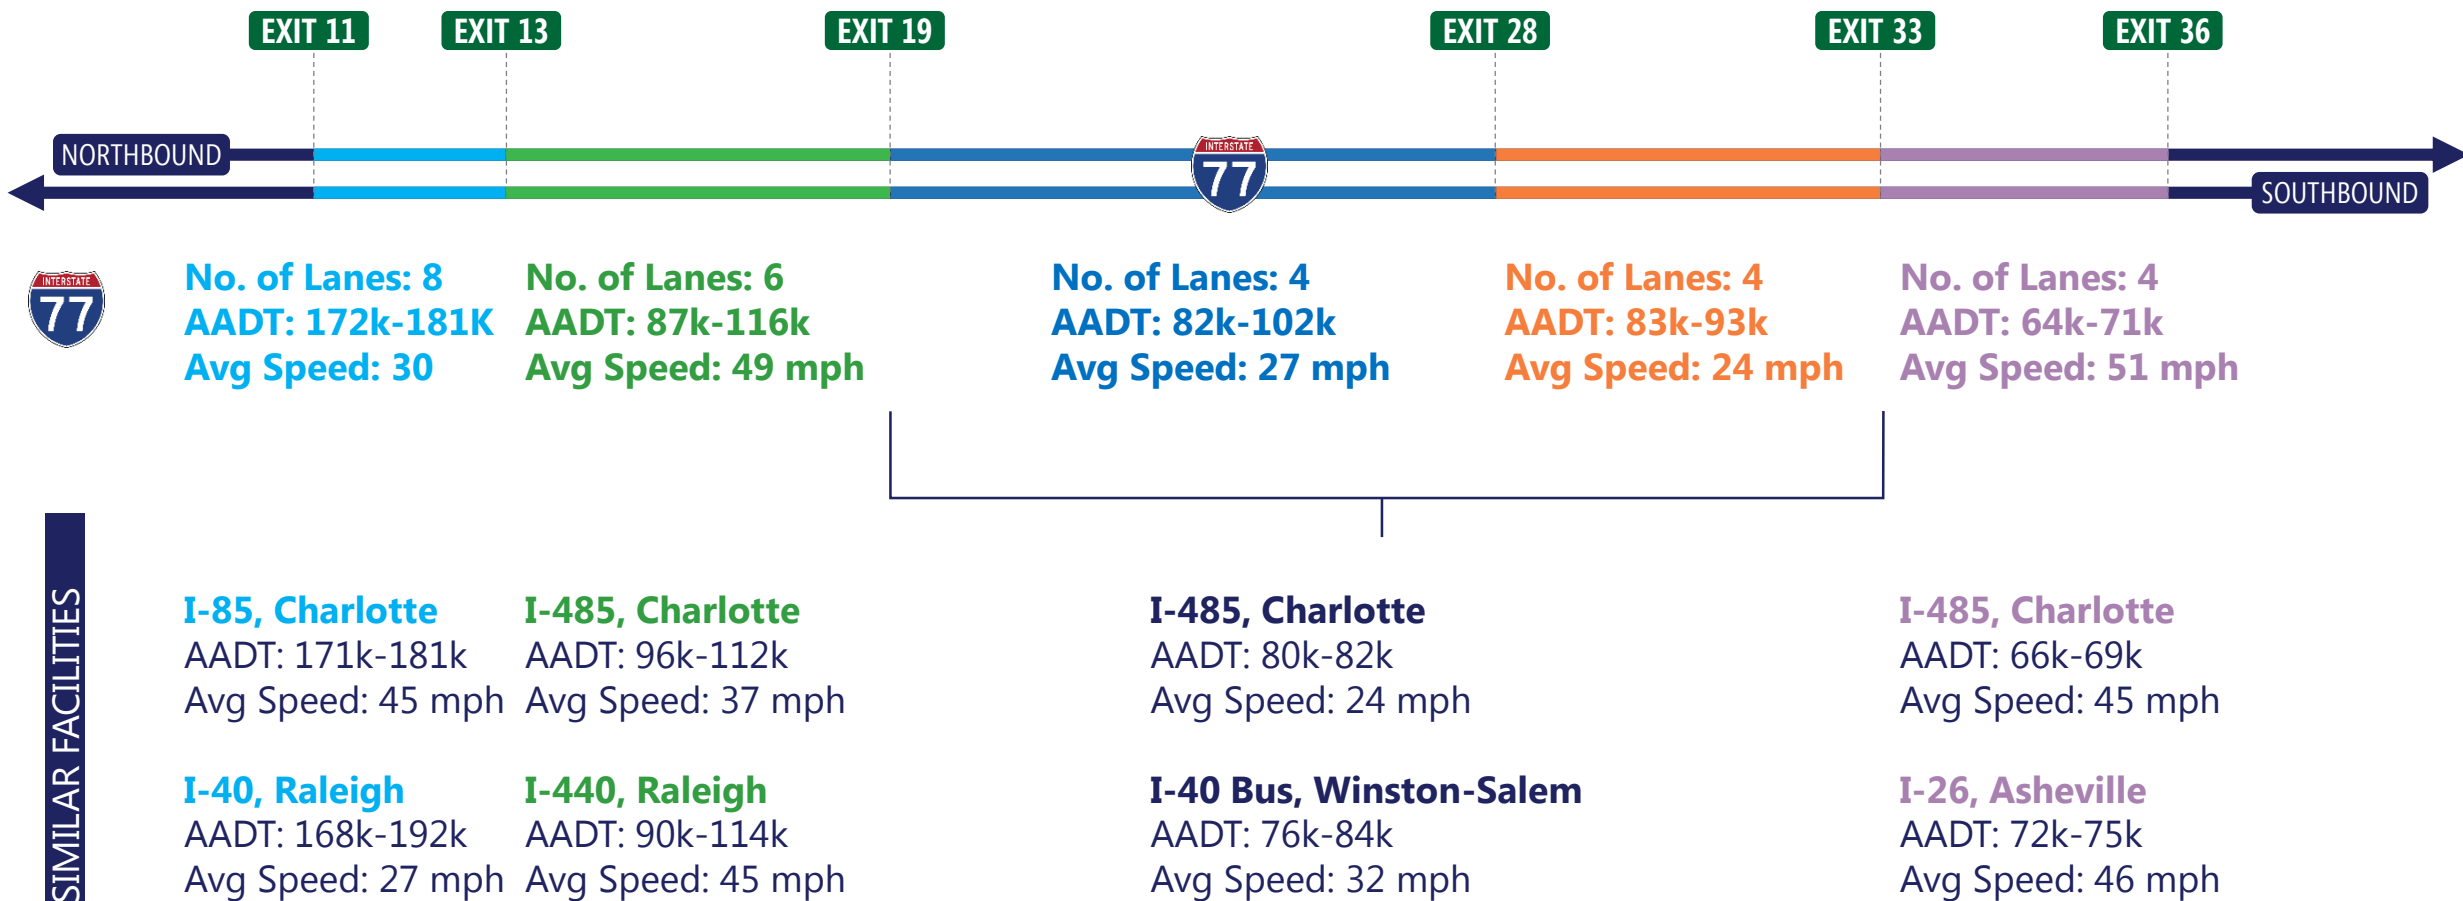 EXIT 11
EXIT 13
EXIT 19
EXIT 28
EXIT 33
EXIT 36
NORTHBOUND
INTERSTATE
77
SOUTHBOUND
INTERSTATE
77
No. of Lanes: 8
AADT: 172k-181K
Avg Speed: 30
No. of Lanes: 6
AADT: 87k-116k
Avg Speed: 49 mph
No. of Lanes: 4
AADT: 82k-102k
Avg Speed: 27 mph
No. of Lanes: 4
AADT: 83k-93k
Avg Speed: 24 mph
No. of Lanes: 4
AADT: 64k-71k
Avg Speed: 51 mph
SIMILAR FACILITIES
I-85, Charlotte
AADT: 171k-181k
Avg Speed: 45 mph
I-485, Charlotte
AADT: 96k-112k
Avg Speed: 37 mph
I-485, Charlotte
AADT: 80k-82k
Avg Speed: 24 mph
I-485, Charlotte
AADT: 66k-69k
Avg Speed: 45 mph
I-40, Raleigh
AADT: 168k-192k
Avg Speed: 27 mph
I-440, Raleigh
AADT: 90k-114k
Avg Speed: 45 mph
I-40 Bus, Winston-Salem
AADT: 76k-84k
Avg Speed: 32 mph
I-26, Asheville
AADT: 72k-75k
Avg Speed: 46 mph